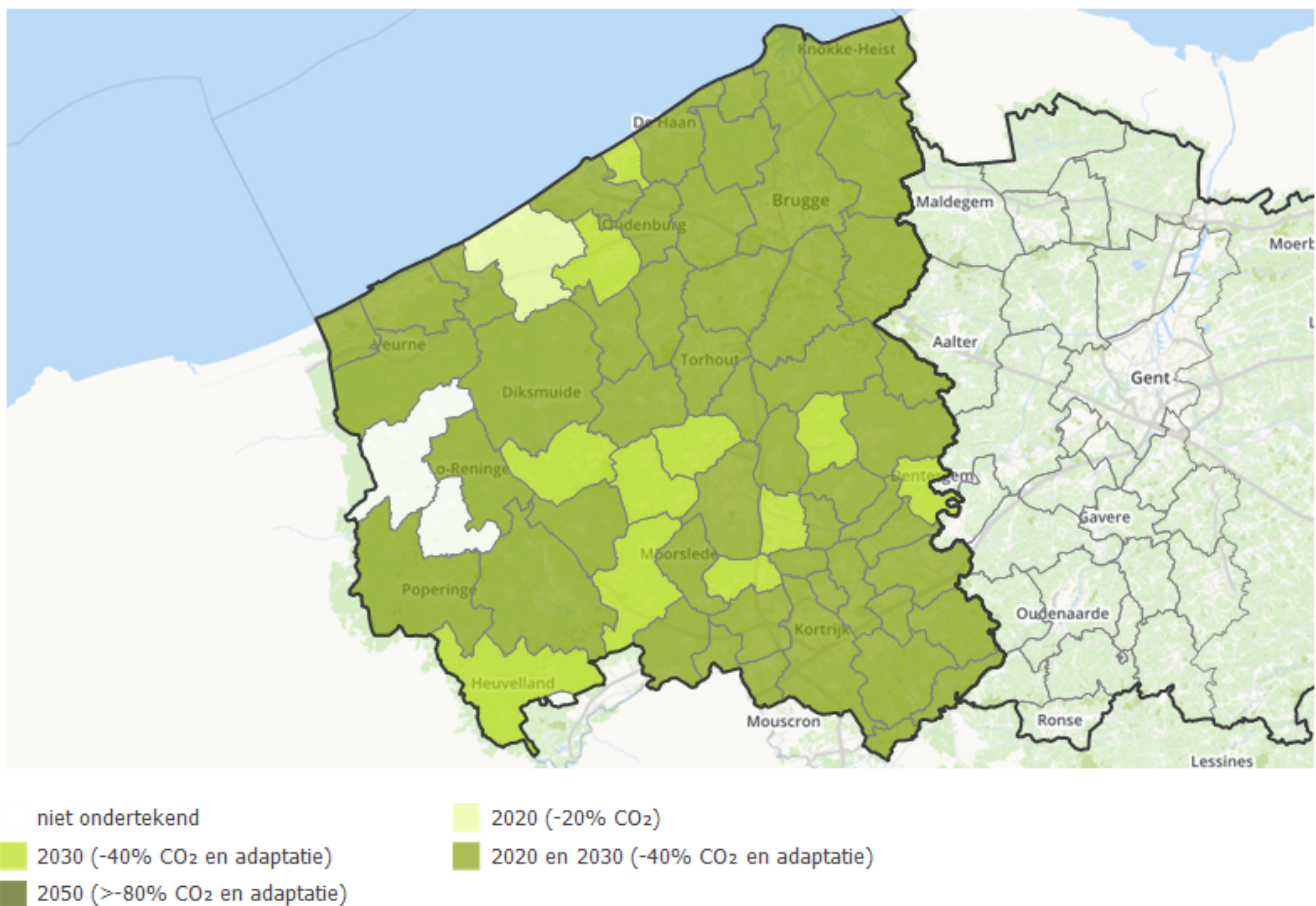 Knokke-Heist
De Haan
Brugge
Maldegem
Oudenburg
Moerb
Veurne
Torhout
Aalter
Gent
Diksmuide
o-Reninge
Dentergem
Gavere
Moorslede
Poperinge
Oudenaarde
Kortrijk
Heuvelland
Mouscron
Ronse
Lessines
niet ondertekend
2020 (-20% CO₂)
2030 (-40% CO₂ en adaptatie)
2020 en 2030 (-40% CO₂ en adaptatie)
2050 (>-80% CO₂ en adaptatie)